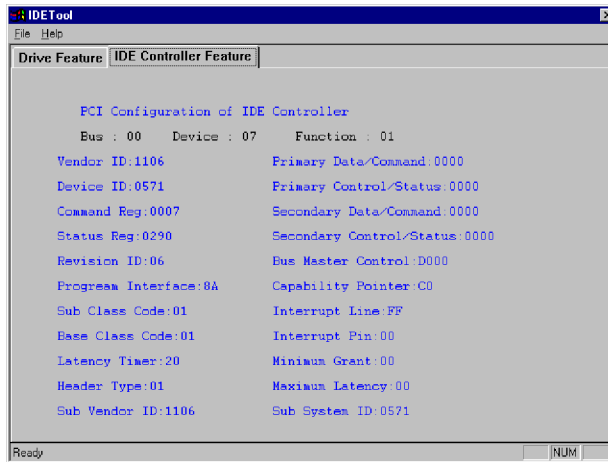 IDETool
File Help
Drive Feature IDE Controller Feature
PCI Configuration of IDE Controller
Bus : 00 Device : 07 Function : 01
Vendor ID:1106 Primary Data/Command:0000
Device ID:0571 Primary Control/Status:0000
Command Reg:0007 Secondary Data/Command:0000
Status Reg:0290 Secondary Control/Status:0000
Revision ID:06 Bus Master Control:D000
Progream Interface:8A Capability Pointer:C0
Sub Class Code:01 Interrupt Line:FF
Base Class Code:01 Interrupt Pin:00
Latency Timer:20 Minimum Grant:00
Header Type:01 Maximum Latency:00
Sub Vendor ID:1106 Sub System ID:0571
Ready NUM